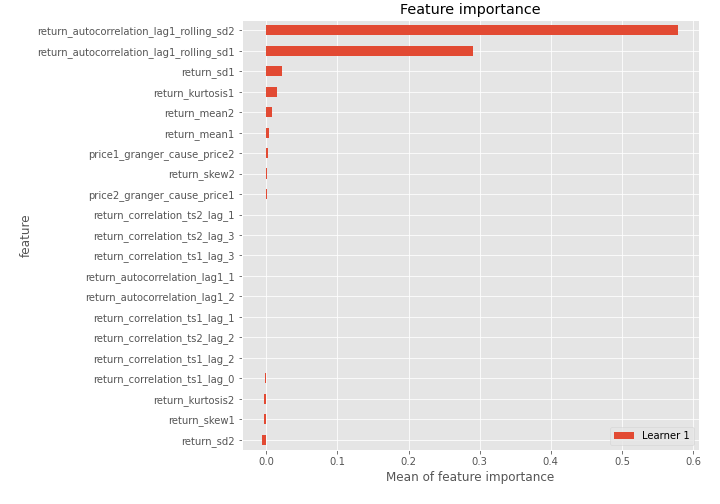 Feature importance
return_autocorrelation_lag1_rolling_sd2
return_autocorrelation_lag1_rolling_sd1
return_sd1
return_kurtosis1
return_mean2
return_mean1
price1_granger_cause_price2
return_skew2
price2_granger_cause_price1
return_correlation_ts2_lag_1
return_correlation_ts2_lag_3
return_correlation_ts1_lag_3
return_autocorrelation_lag1_1
return_autocorrelation_lag1_2
return_correlation_ts1_lag_1
return_correlation_ts2_lag_2
return_correlation_ts1_lag_2
return_correlation_ts1_lag_0
return_kurtosis2
return_skew1
return_sd2
feature
Learner 1
0.0 0.1 0.2 0.3 0.4 0.5 0.6
Mean of feature importance